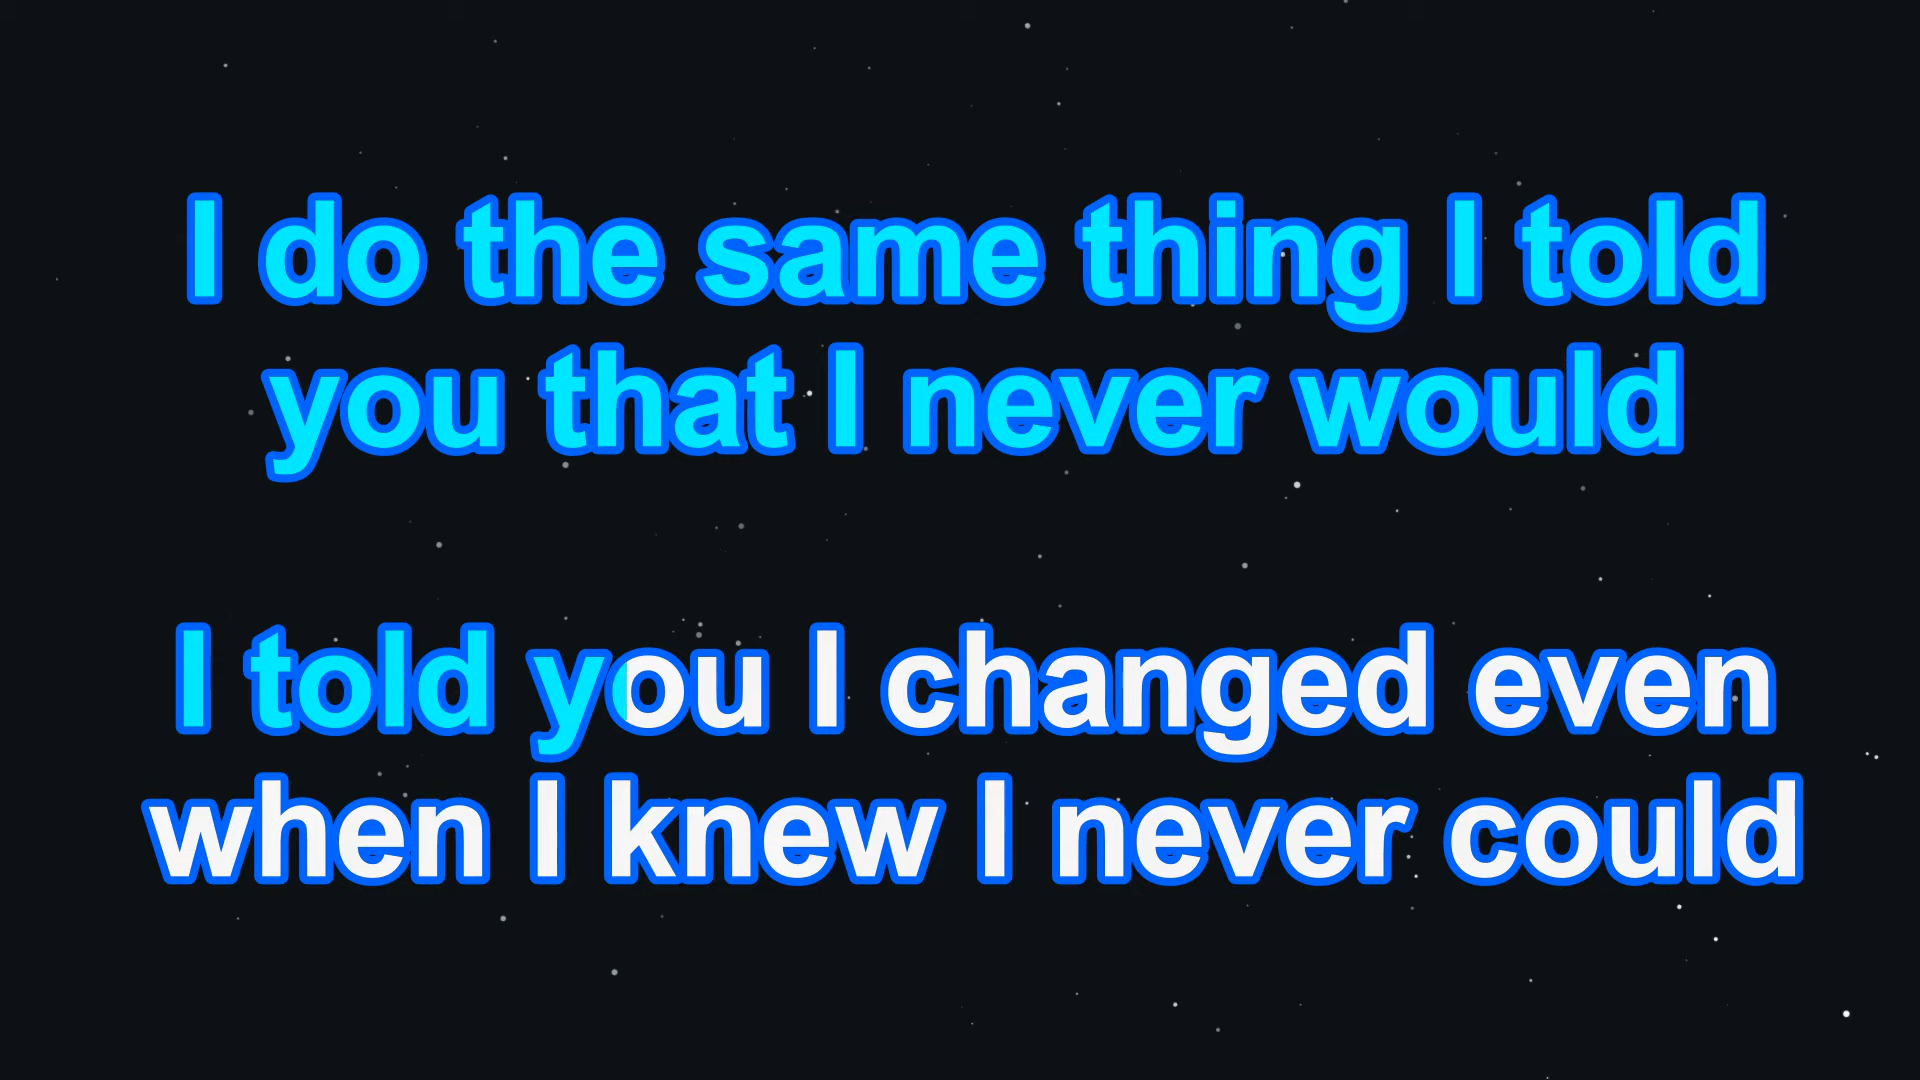 I do the same thing I told
you that I never would
I told you I changed even
when I knew I never could